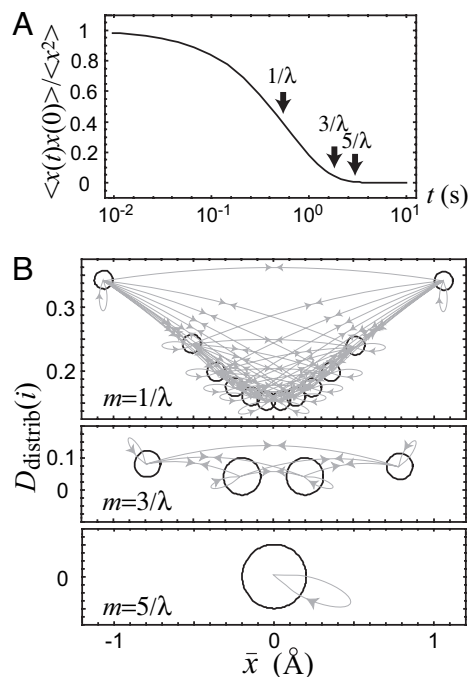 A
<x(t)x(0)>/<x²>
1
0.8
0.6
0.4
0.2
0
1/λ
3/λ
5/λ
10⁻²
10⁻¹
10⁰
10¹
t (s)
B
D_distrib(i)
0.3
0.2
m=1/λ
0.1
0
m=3/λ
0
m=5/λ
-1
0
1
x̄ (Å)